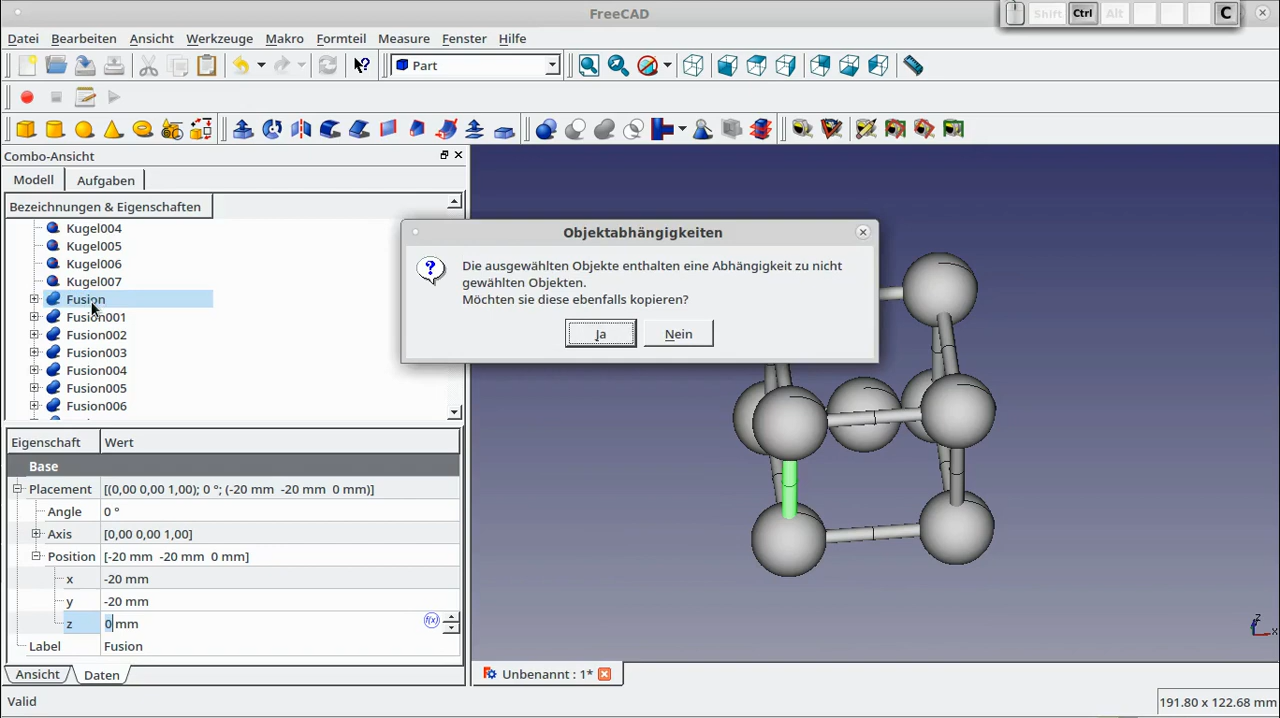 FreeCAD
Shift Ctrl Alt C
Datei Bearbeiten Ansicht Werkzeuge Makro Formteil Measure Fenster Hilfe
Part
Combo-Ansicht
Modell Aufgaben
Bezeichnungen & Eigenschaften
Kugel004
Kugel005
Kugel006
Kugel007
Fusion
Fusion001
Fusion002
Fusion003
Fusion004
Fusion005
Fusion006
Objektabhängigkeiten
Die ausgewählten Objekte enthalten eine Abhängigkeit zu nicht
gewählten Objekten.
Möchten sie diese ebenfalls kopieren?
Ja Nein
Eigenschaft Wert
Base
Placement [(0,00 0,00 1,00); 0 °; (-20 mm -20 mm 0 mm)]
Angle 0 °
Axis [0,00 0,00 1,00]
Position [-20 mm -20 mm 0 mm]
x -20 mm
y -20 mm
z 0 mm f(x)
Label Fusion
Ansicht Daten
Unbenannt : 1*
z
x
Valid
191.80 x 122.68 mm